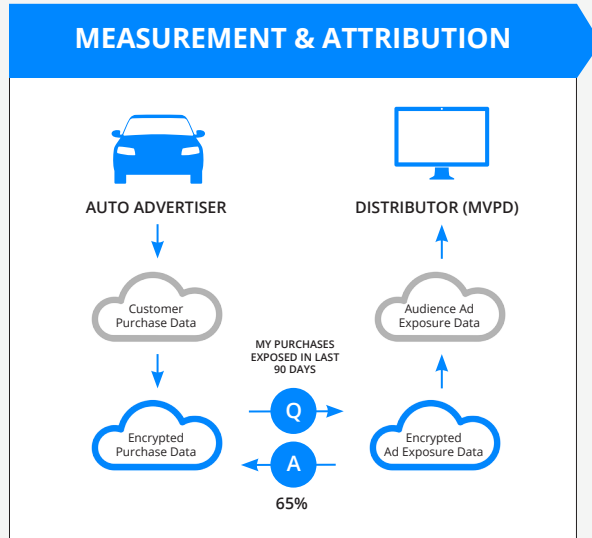 MEASUREMENT & ATTRIBUTION
AUTO ADVERTISER
DISTRIBUTOR (MVPD)
Customer
Purchase Data
Audience Ad
Exposure Data
MY PURCHASES
EXPOSED IN LAST
90 DAYS
Q
Encrypted
Purchase Data
Encrypted
Ad Exposure Data
A
65%